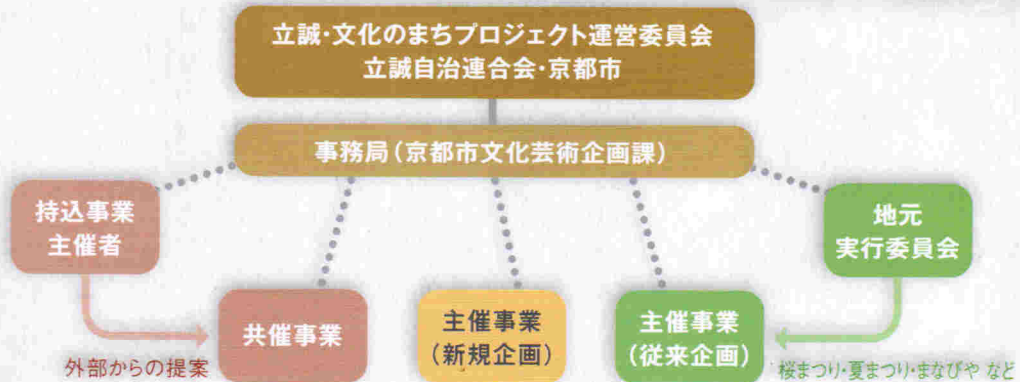 立誠・文化のまちプロジェクト運営委員会
立誠自治連合会・京都市
事務局（京都市文化芸術企画課）
持込事業
主催者
地元
実行委員会
共催事業
主催事業
（新規企画）
主催事業
（従来企画）
外部からの提案
桜まつり・夏まつり・まなびや など